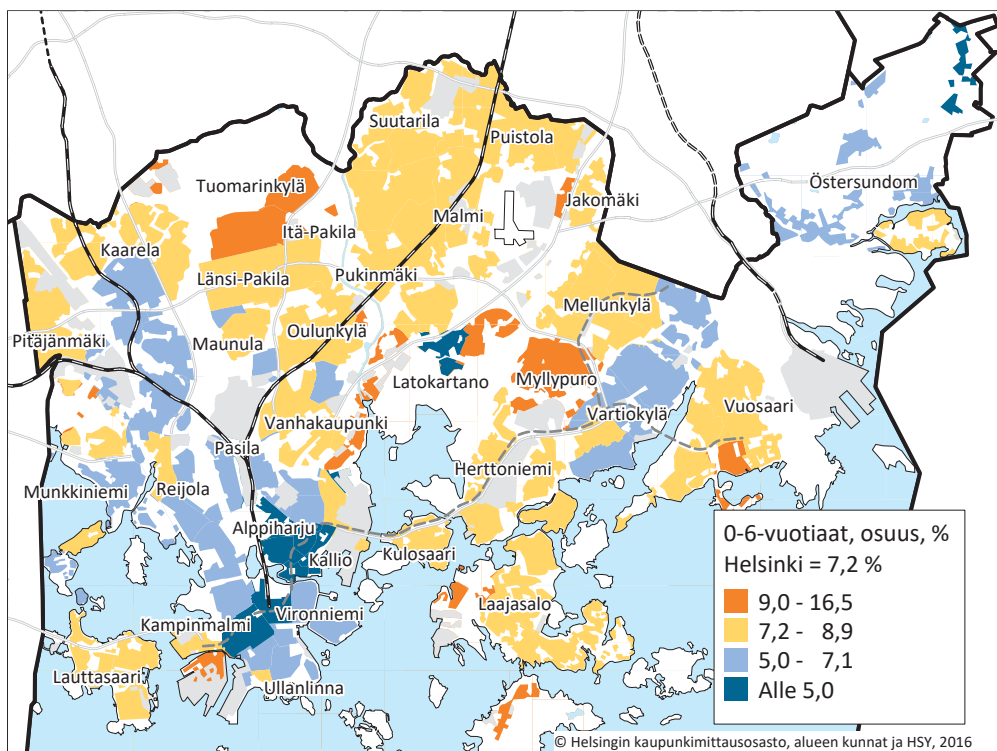 Suutarila
Puistola
Tuomarinkylä
Östersundom
Jakomäki
Malmi
Itä-Pakila
Kaarela
Länsi-Pakila
Pukinmäki
Mellunkylä
Oulunkylä
Pitäjänmäki
Maunula
Latokartano
Myllypuro
Vartiokylä
Vuosaari
Vanhakaupunki
Pasila
Herttoniemi
Munkkiniemi
Reijola
Alppiharju
Kallio
Kulosaari
Vironniemi
Laajasalo
Kampinmalmi
Lauttasaari
Ullanlinna
0-6-vuotiaat, osuus, %
Helsinki = 7,2 %
9,0 - 16,5
7,2 - 8,9
5,0 - 7,1
Alle 5,0
© Helsingin kaupunkimittausosasto, alueen kunnat ja HSY, 2016